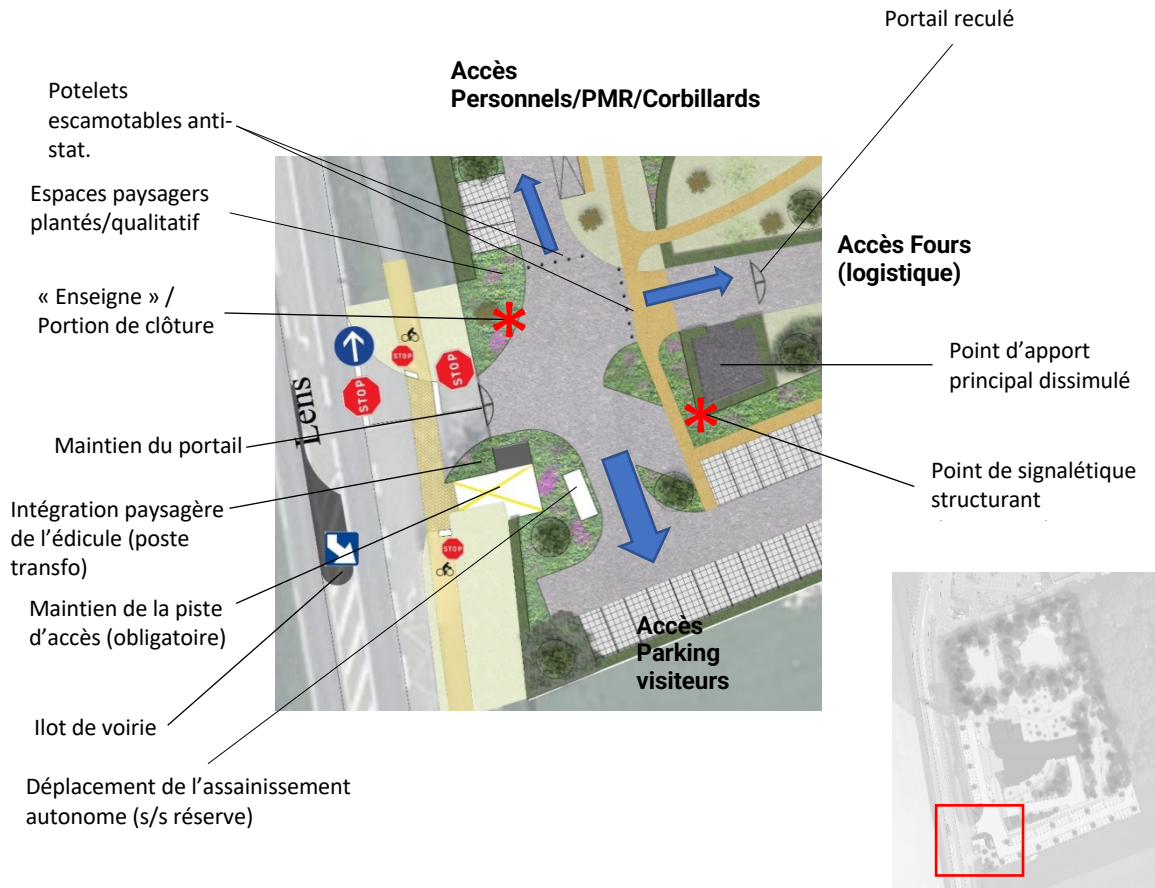 Portail reculé
Accès
Personnels/PMR/Corbillards
Potelets
escamotables anti-
stat.
Espaces paysagers
plantés/qualitatif
Accès Fours
(logistique)
« Enseigne » /
Portion de clôture
STOP
STOP
STOP
Lens
Point d’apport
principal dissimulé
Maintien du portail
Point de signalétique
structurant
Intégration paysagère
de l’édicule (poste
transfo)
STOP
Maintien de la piste
d’accès (obligatoire)
Accès
Parking
visiteurs
Ilot de voirie
Déplacement de l’assainissement
autonome (s/s réserve)